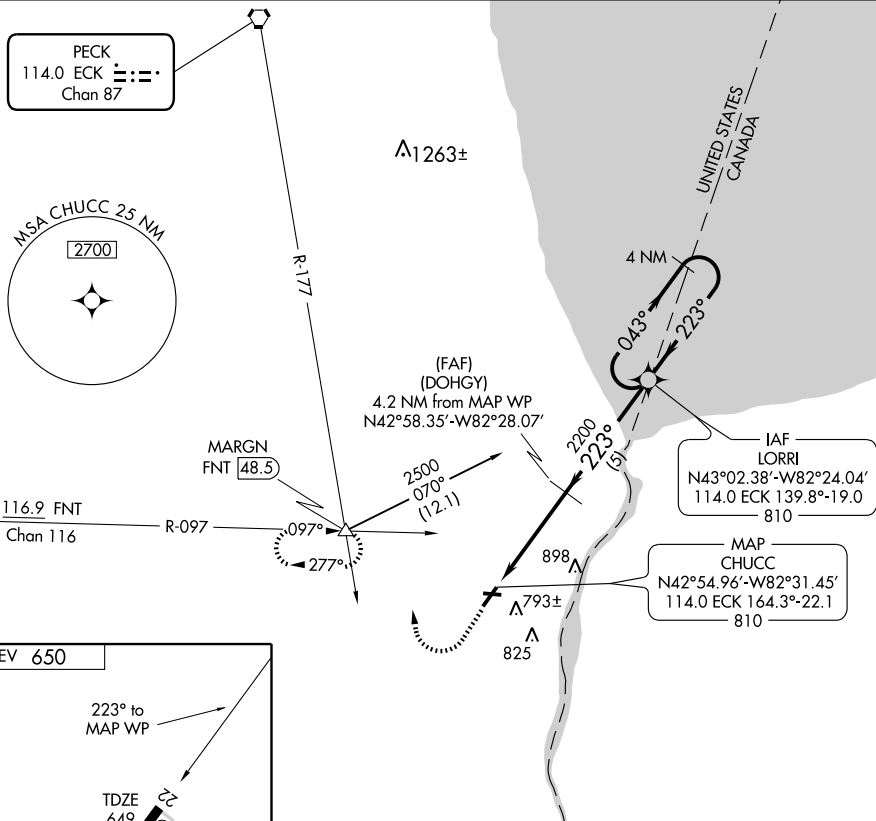 PECK
114.0 ECK
Chan 87
1263±
UNITED STATES
CANADA
MSA CHUCC 25 NM
2700
R-177
4 NM
043°
223°
(FAF)
(DOHGY)
4.2 NM from MAP WP
N42°58.35'-W82°28.07'
2200
223°
(5)
IAF
LORRI
N43°02.38'-W82°24.04'
114.0 ECK 139.8°-19.0
810
MARGN
FNT 48.5
2500
070°
(12.1)
116.9 FNT
Chan 116
R-097
097°
277°
898
793±
825
MAP
CHUCC
N42°54.96'-W82°31.45'
114.0 ECK 164.3°-22.1
810
EV 650
223° to
MAP WP
TDZE
649
22